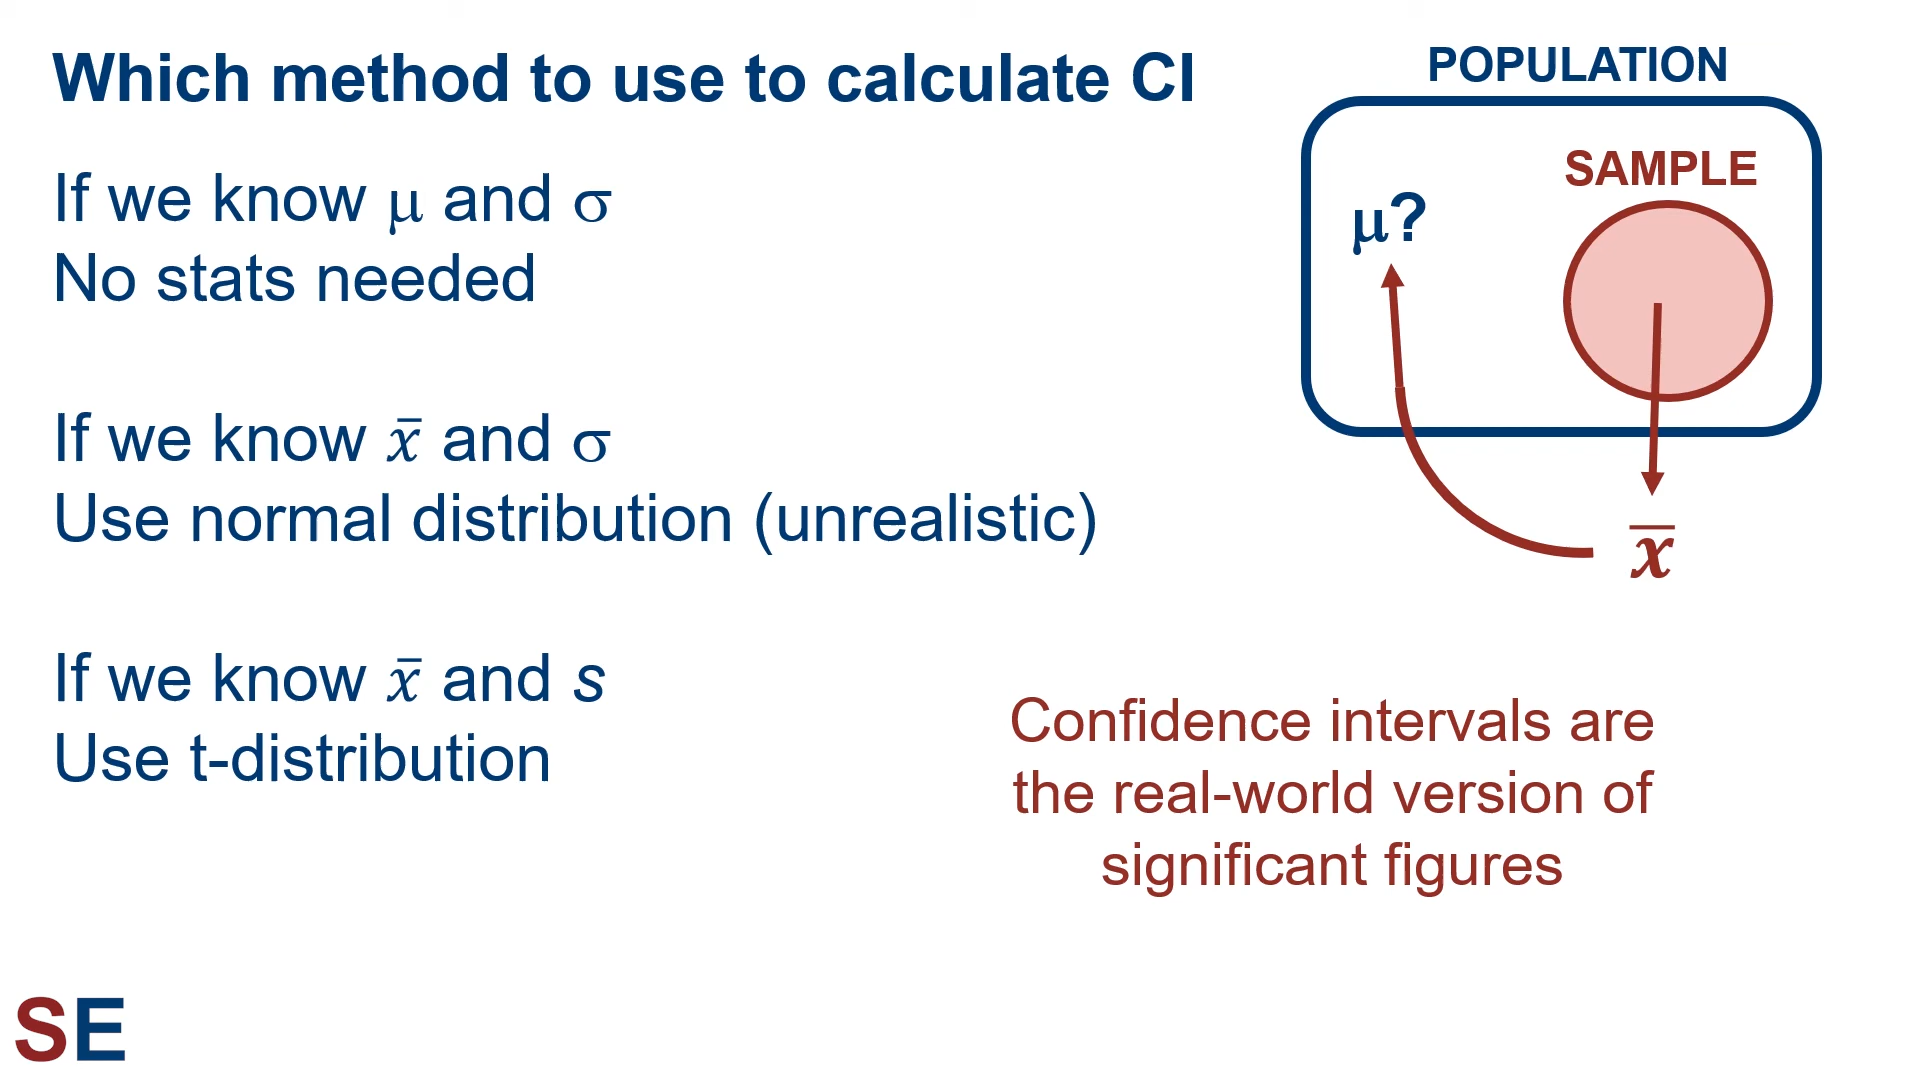 Which method to use to calculate CI
If we know μ and σ
No stats needed
If we know x̄ and σ
Use normal distribution (unrealistic)
If we know x̄ and s
Use t-distribution
POPULATION
SAMPLE
μ?
x̄
Confidence intervals are
the real-world version of
significant figures
SE